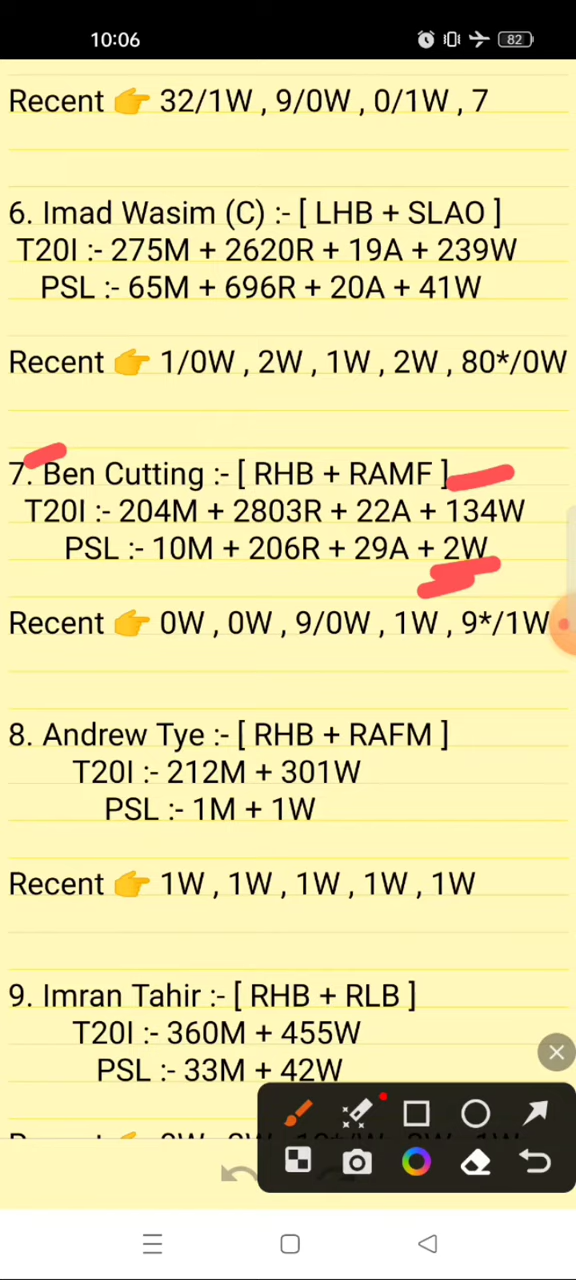 10:06
82
Recent 👉 32/1W , 9/0W , 0/1W , 7
6. Imad Wasim (C) :- [ LHB + SLAO ]
T20I :- 275M + 2620R + 19A + 239W
PSL :- 65M + 696R + 20A + 41W
Recent 👉 1/0W , 2W , 1W , 2W , 80*/0W
7. Ben Cutting :- [ RHB + RAMF ]
T20I :- 204M + 2803R + 22A + 134W
PSL :- 10M + 206R + 29A + 2W
Recent 👉 0W , 0W , 9/0W , 1W , 9*/1W
8. Andrew Tye :- [ RHB + RAFM ]
T20I :- 212M + 301W
PSL :- 1M + 1W
Recent 👉 1W , 1W , 1W , 1W , 1W
9. Imran Tahir :- [ RHB + RLB ]
T20I :- 360M + 455W
PSL :- 33M + 42W